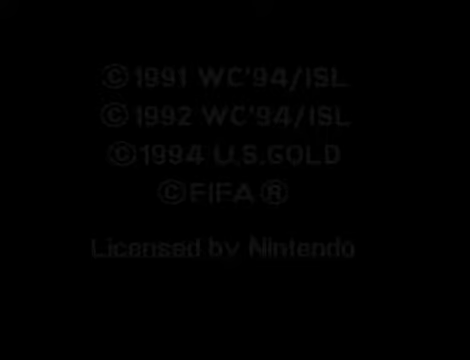 ©1991 WC'94/ISL
©1992 WC'94/ISL
©1994 U.S.GOLD
©FIFA®
Licensed by Nintendo